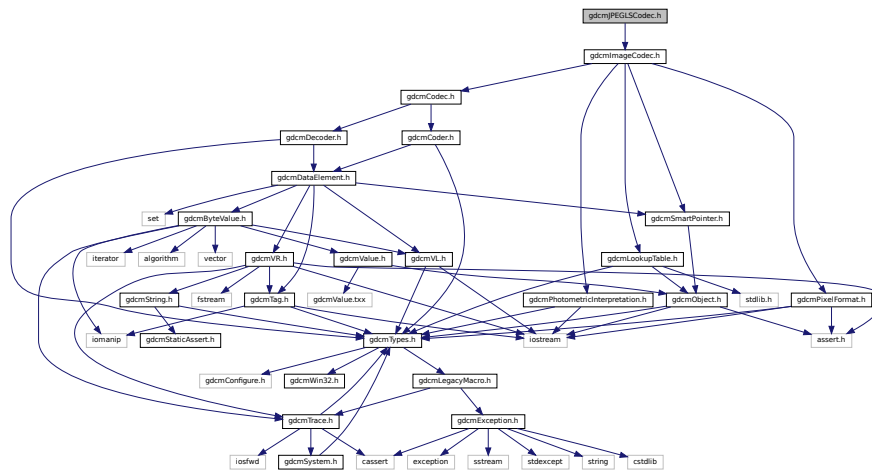 gdcmJPEGLSCodec.h
gdcmImageCodec.h
gdcmCodec.h
gdcmDecoder.h
gdcmCoder.h
gdcmDataElement.h
set
gdcmByteValue.h
gdcmSmartPointer.h
iterator
algorithm
vector
gdcmVR.h
gdcmValue.h
gdcmVL.h
gdcmLookupTable.h
gdcmString.h
fstream
gdcmTag.h
gdcmValue.txx
gdcmPhotometricInterpretation.h
gdcmObject.h
stdlib.h
gdcmPixelFormat.h
iomanip
gdcmStaticAssert.h
gdcmTypes.h
iostream
assert.h
gdcmConfigure.h
gdcmWin32.h
gdcmLegacyMacro.h
gdcmTrace.h
gdcmException.h
iosfwd
gdcmSystem.h
cassert
exception
sstream
stdexcept
string
cstdlib